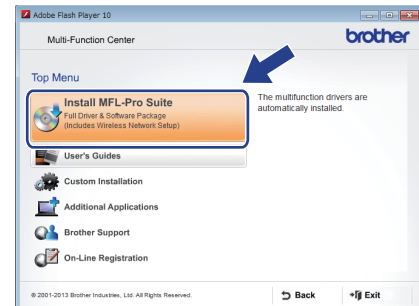 Adobe Flash Player 10
Multi-Function Center
brother
Top Menu
Install MFL-Pro Suite
Full Driver & Software Package
(Includes Wireless Network Setup)
The multifunction drivers are
automatically installed.
User's Guides
Custom Installation
Additional Applications
Brother Support
On-Line Registration
© 2001-2013 Brother Industries, Ltd. All Rights Reserved.
Back
Exit